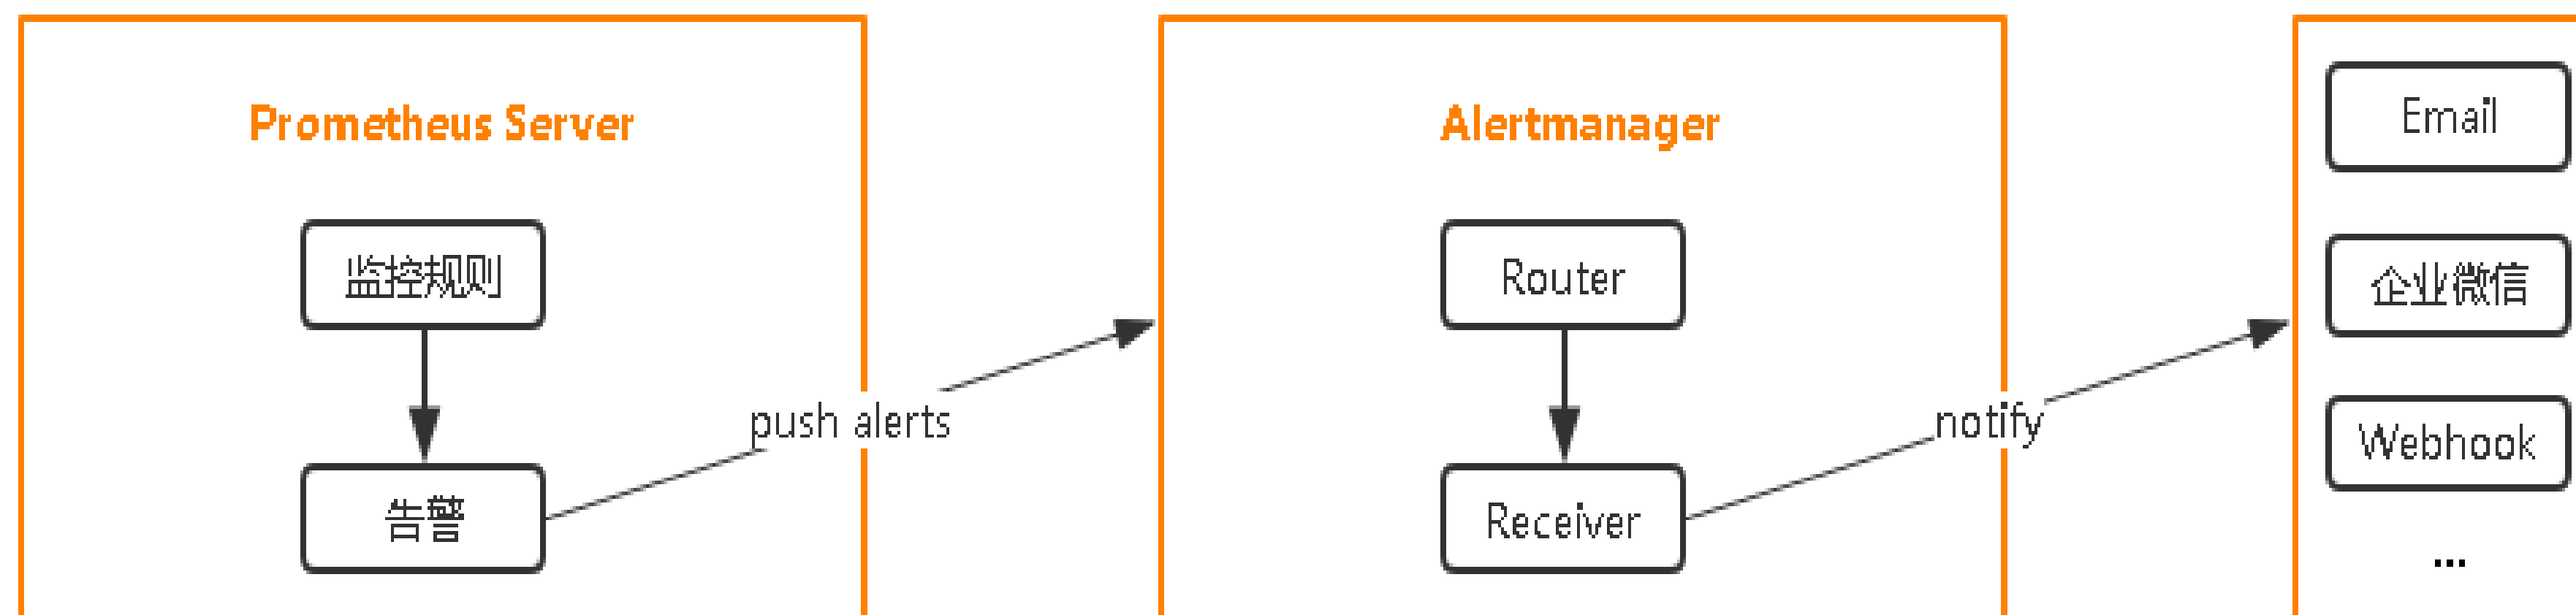 Prometheus Server
监控规则
告警
push alerts
Alertmanager
Router
Receiver
notify
Email
企业微信
Webhook
...